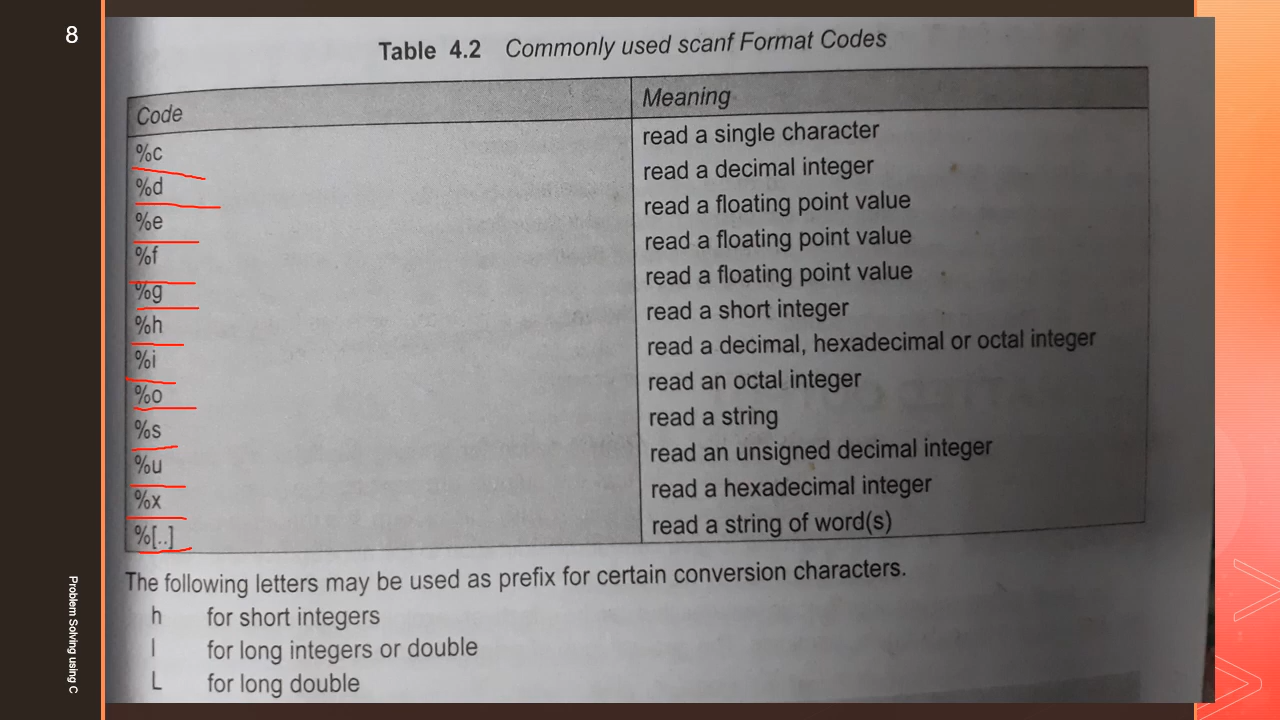 8
Table 4.2 Commonly used scanf Format Codes
Code Meaning
%c read a single character
%d read a decimal integer
%e read a floating point value
%f read a floating point value
%g read a floating point value
%h read a short integer
%i read a decimal, hexadecimal or octal integer
%o read an octal integer
%s read a string
%u read an unsigned decimal integer
%x read a hexadecimal integer
%[..] read a string of word(s)
The following letters may be used as prefix for certain conversion characters.
h for short integers
l for long integers or double
L for long double
Problem Solving using C